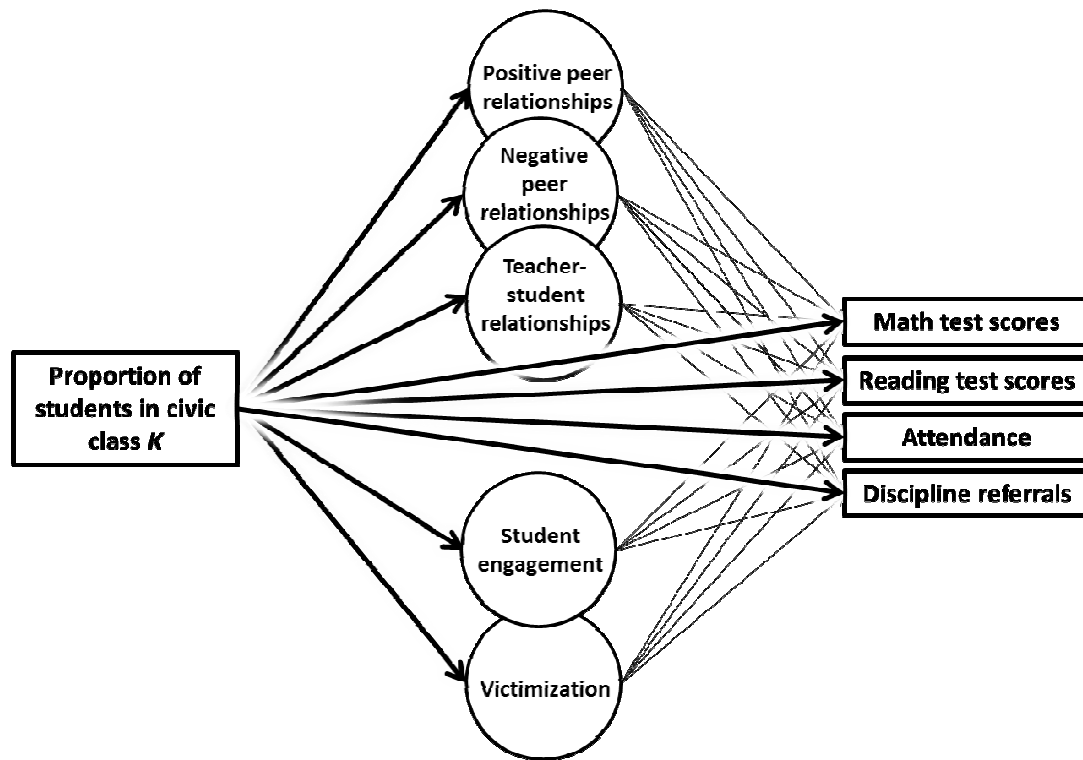 Positive peer
relationships
Negative
peer
relationships
Teacher-
student
relationships
Proportion of
students in civic
class K
Math test scores
Reading test scores
Attendance
Discipline referrals
Student
engagement
Victimization